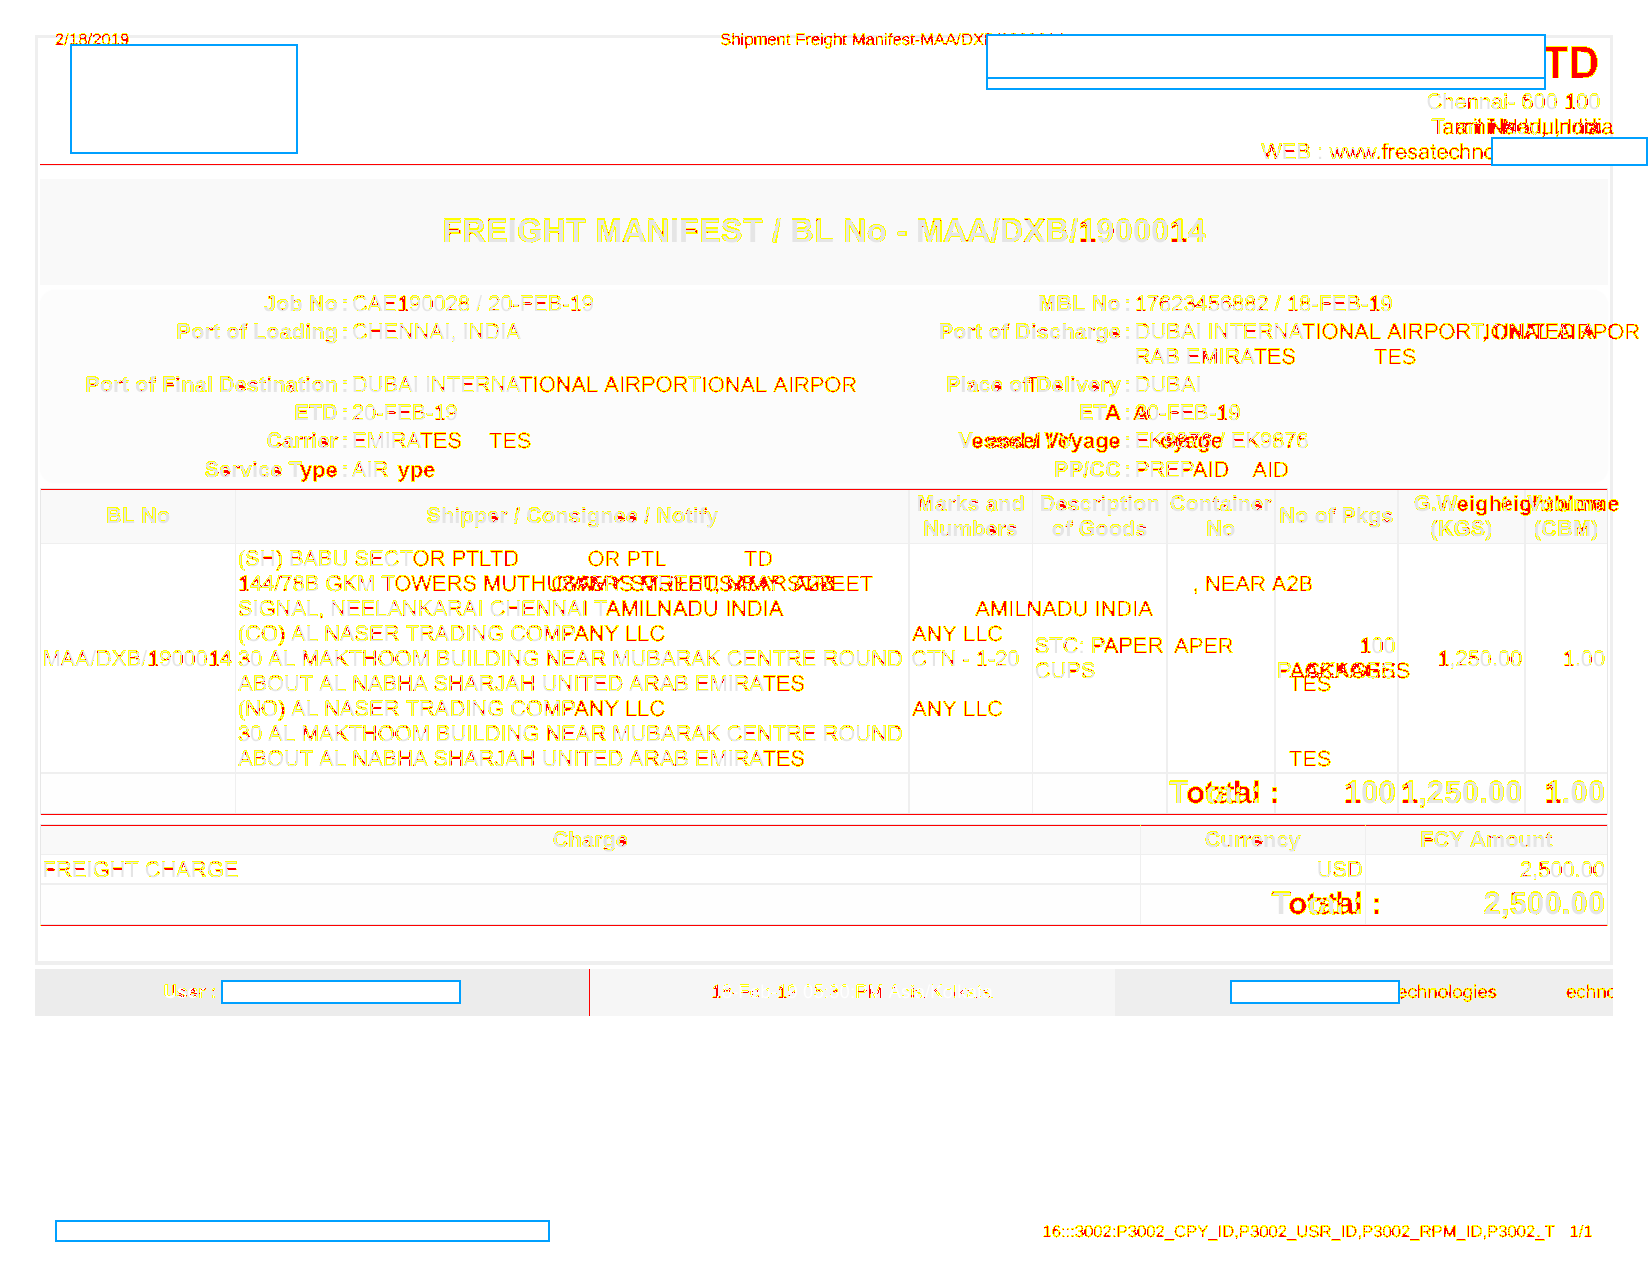 2/18/2019
Shipment Freight Manifest-MAA/DX
TD
Chennai- 600 100
Tamil Nadu, India
WEB : www.fresatechno
FREIGHT MANIFEST / BL No - MAA/DXB/1900014
Job No : CAE190028 / 20-FEB-19
MBL No : / 18-FEB-19
Port of Loading : CHENNAI, INDIA
Port of Discharge : DUBAI INTERNATIONAL AIRPORT, UNITED A
RAB EMIRATES
Port of Final Destination : DUBAI INTERNATIONAL AIRPORT
Place of Delivery : DUBAI
ETD : 20-FEB-19
ETA : 20-FEB-19
Carrier : EMIRATES
Vessel / Voyage :
Service Type : AIR
PP/CC : PREPAID
BL No
Shipper / Consignee / Notify
Marks and Numbers
Description of Goods
Container No
No of Pkgs
G.Weight (KGS)
Volume (CBM)
MAA/DXB/1900014
(SH) BABU SECTOR PTLTD
144/76B GKM TOWERS , NEAR A2B
SIGNAL, NEELANKARAI CHENNAI TAMILNADU INDIA
(CO) AL NASER TRADING COMPANY LLC
30 AL MAKTHOOM BUILDING NEAR MUBARAK CENTRE ROUND
ABOUT AL NABHA SHARJAH UNITED ARAB EMIRATES
(NO) AL NASER TRADING COMPANY LLC
30 AL MAKTHOOM BUILDING NEAR MUBARAK CENTRE ROUND
ABOUT AL NABHA SHARJAH UNITED ARAB EMIRATES
CTN - 1-20
STC: PAPER
CUPS
100
PACKAGES
1,250.00
1.00
Total : 100 1,250.00 1.00
Charge Currency FCY Amount
FREIGHT CHARGE USD 2,500.00
Total : 2,500.00
User :
PM
echnologies
16:::3002:P3002_CPY_ID,P3002_USR_ID,P3002_RPM_ID,P3002_T 1/1